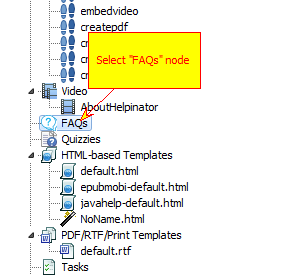 embedvideo
createpdf
cr
cr
cr
Select "FAQs" node
Video
AboutHelpinator
FAQs
Quizzies
HTML-based Templates
default.html
epubmobi-default.html
javahelp-default.html
NoName.html
PDF/RTF/Print Templates
default.rtf
Tasks